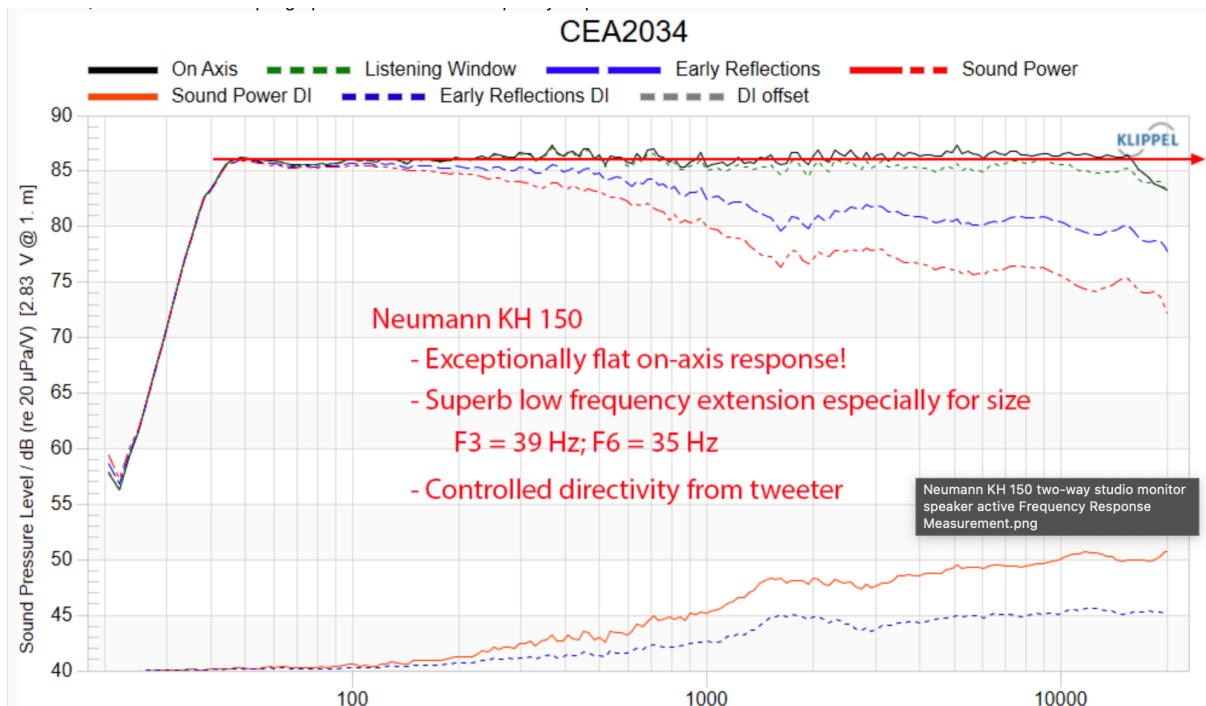 CEA2034
On Axis Listening Window Early Reflections Sound Power
Sound Power DI Early Reflections DI DI offset
KLIPPEL
Sound Pressure Level / dB (re 20 µPa/V) [2.83 V @ 1. m]
90
85
80
75
70
65
60
55
50
45
40
Neumann KH 150
- Exceptionally flat on-axis response!
- Superb low frequency extension especially for size
F3 = 39 Hz; F6 = 35 Hz
- Controlled directivity from tweeter
Neumann KH 150 two-way studio monitor
speaker active Frequency Response
Measurement.png
100 1000 10000